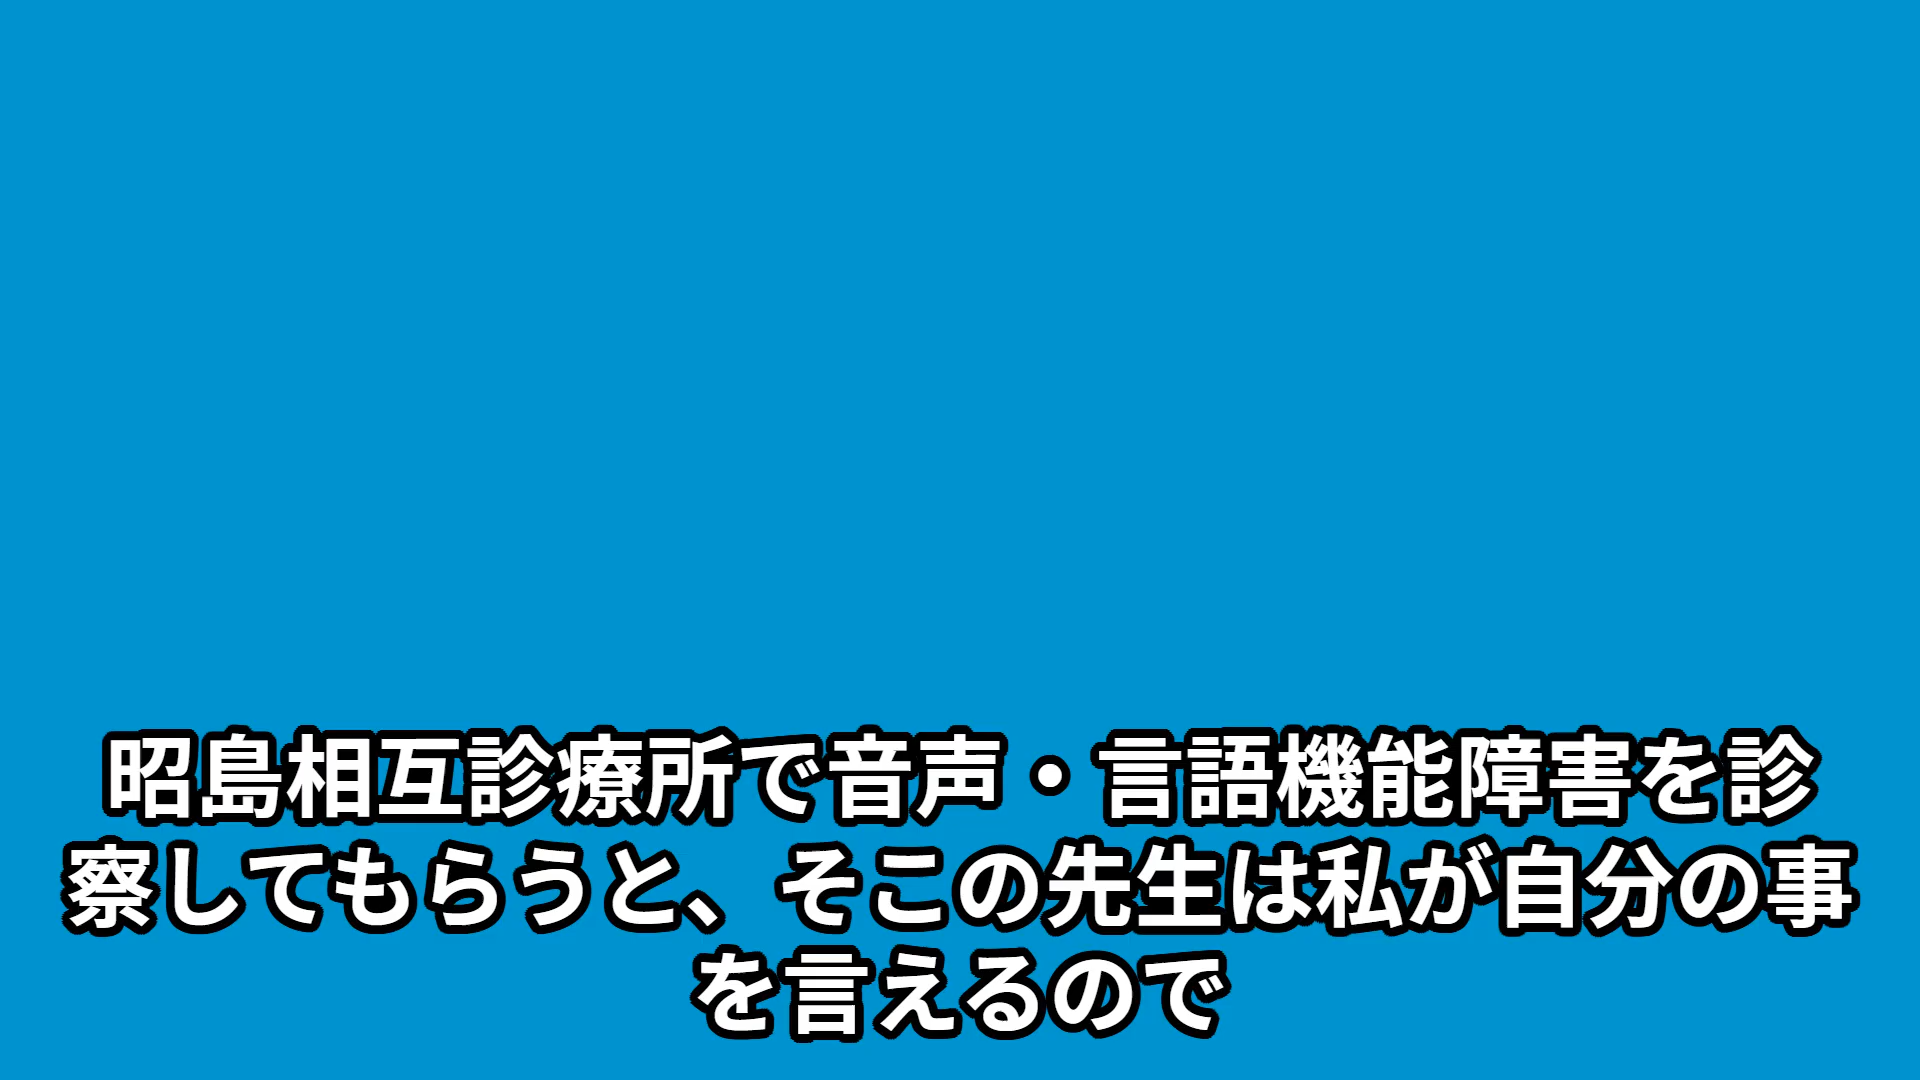 昭島相互診療所で音声・言語機能障害を診
察してもらうと、そこの先生は私が自分の事
を言えるので